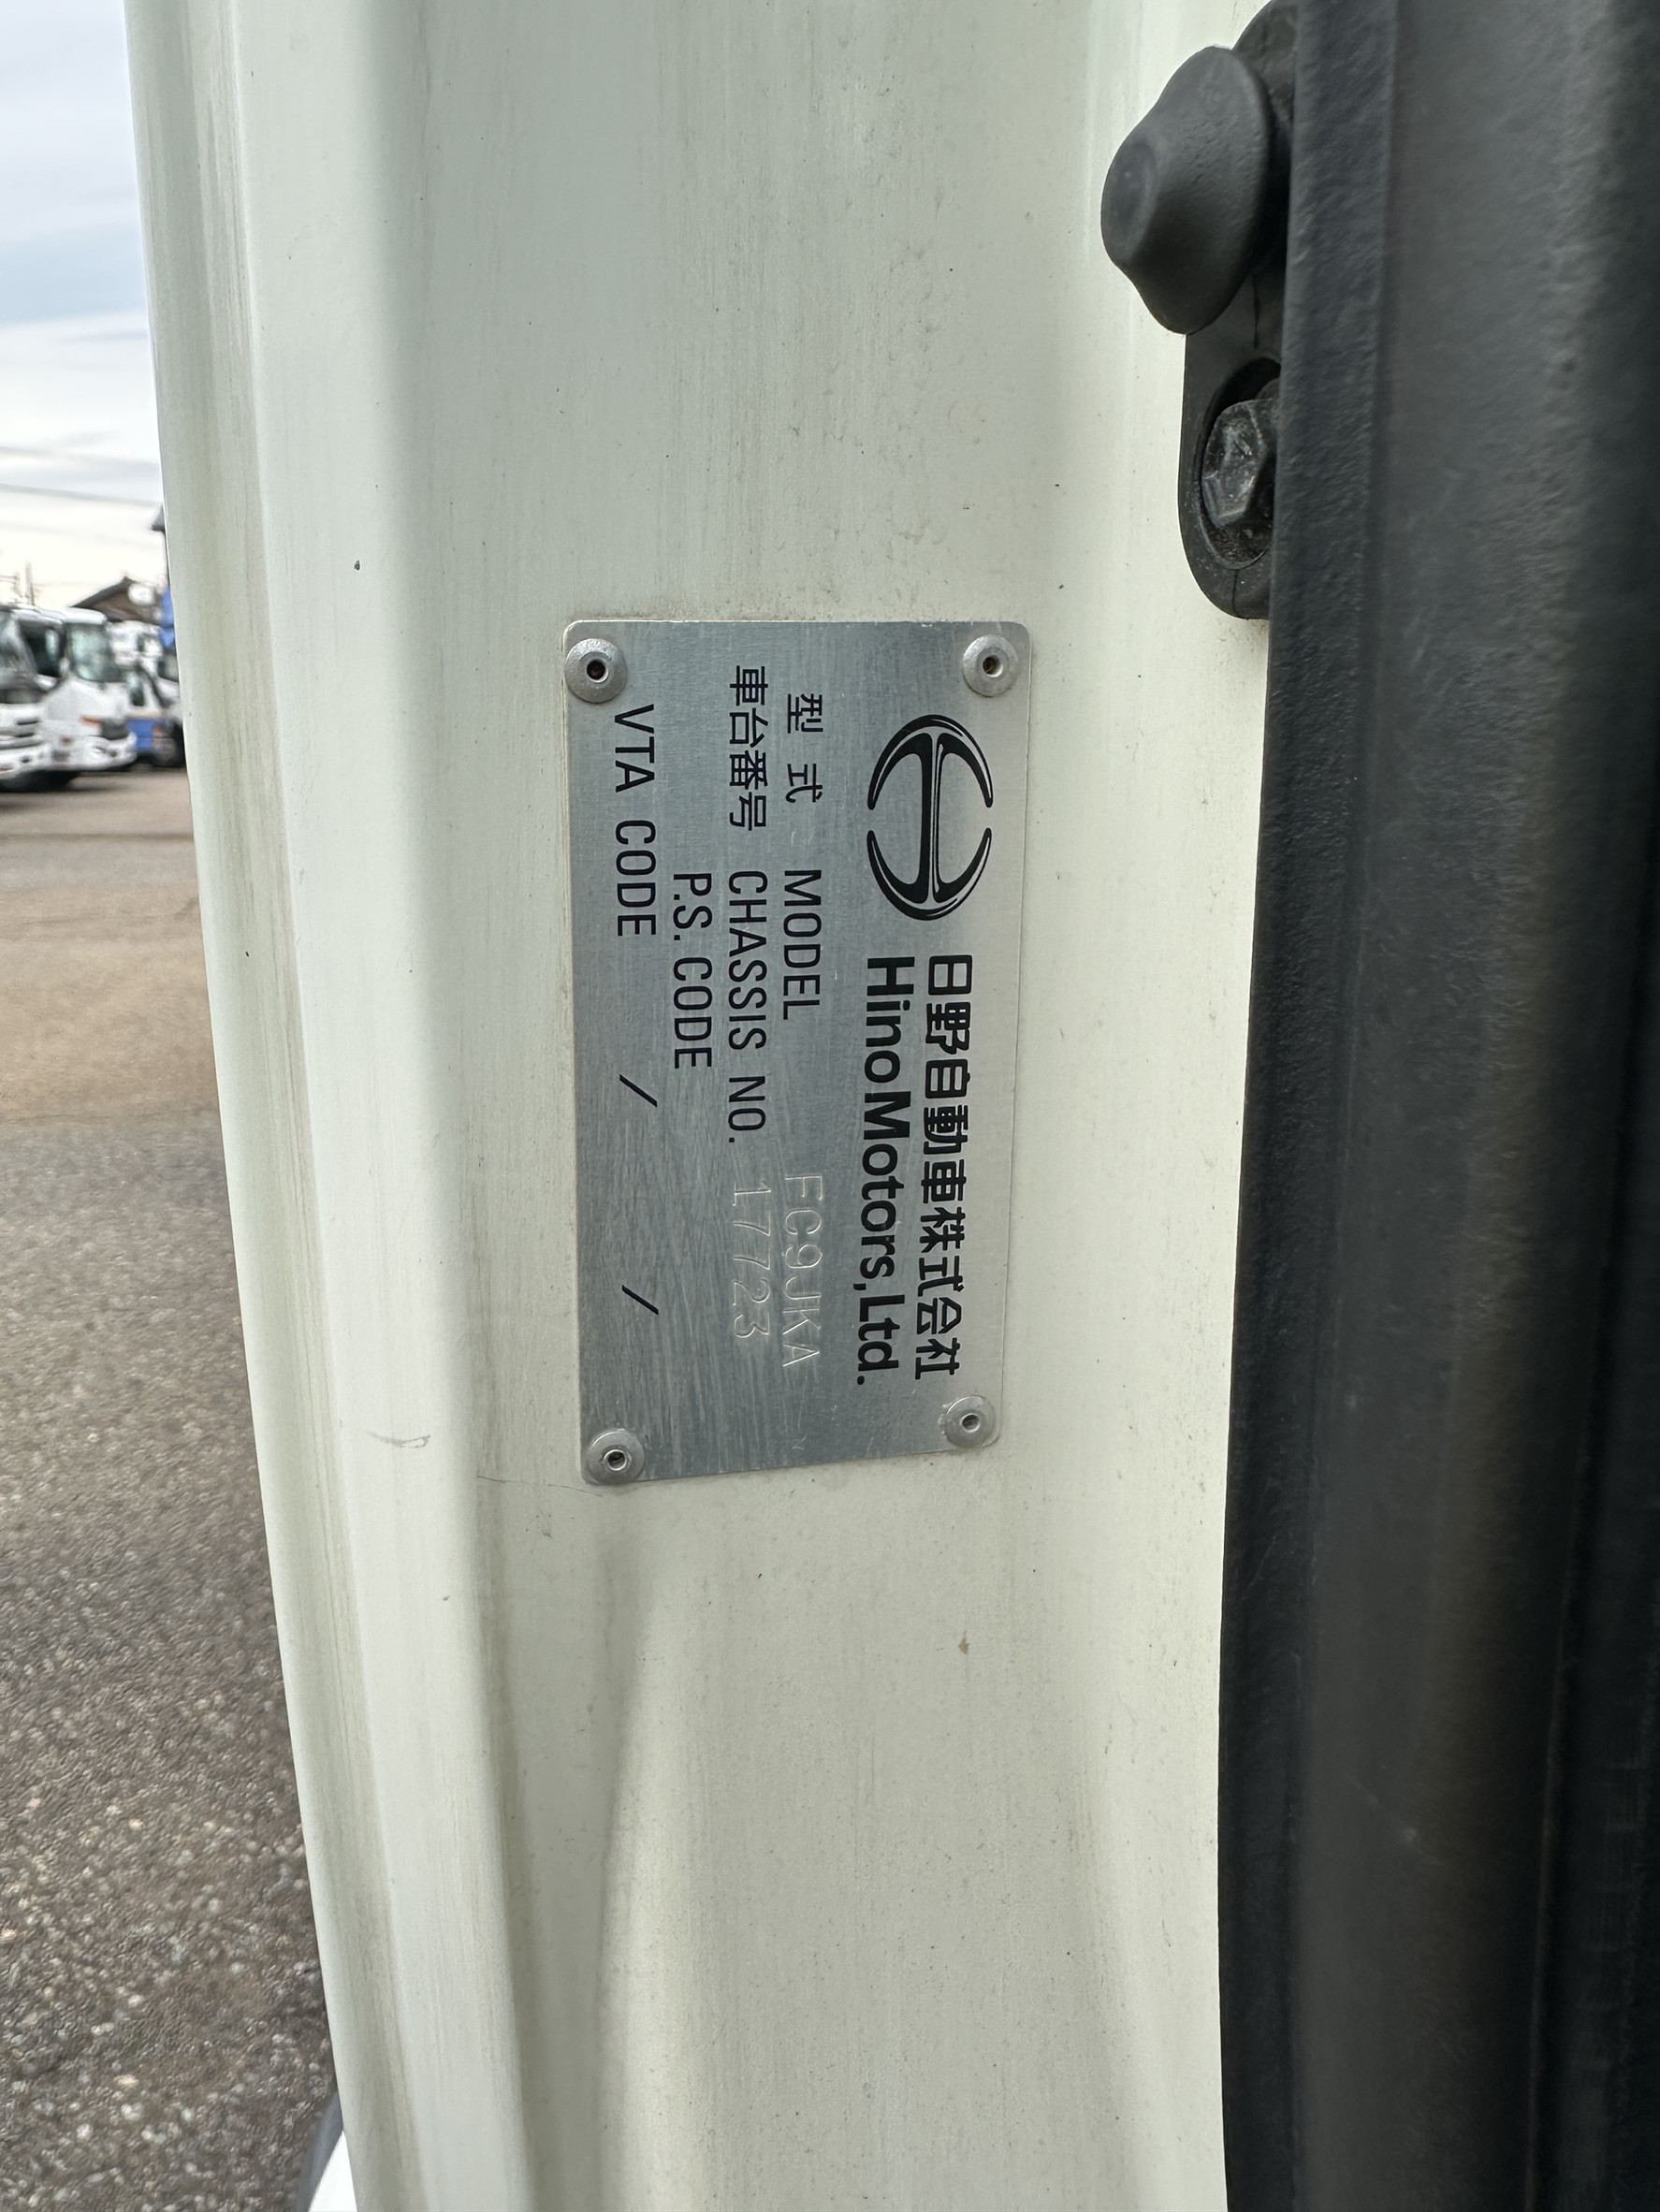 日野自動車株式会社
Hino Motors, Ltd.
型式 MODEL FC9JKA
車台番号 CHASSIS NO. 17723
P.S. CODE
VTA CODE / /